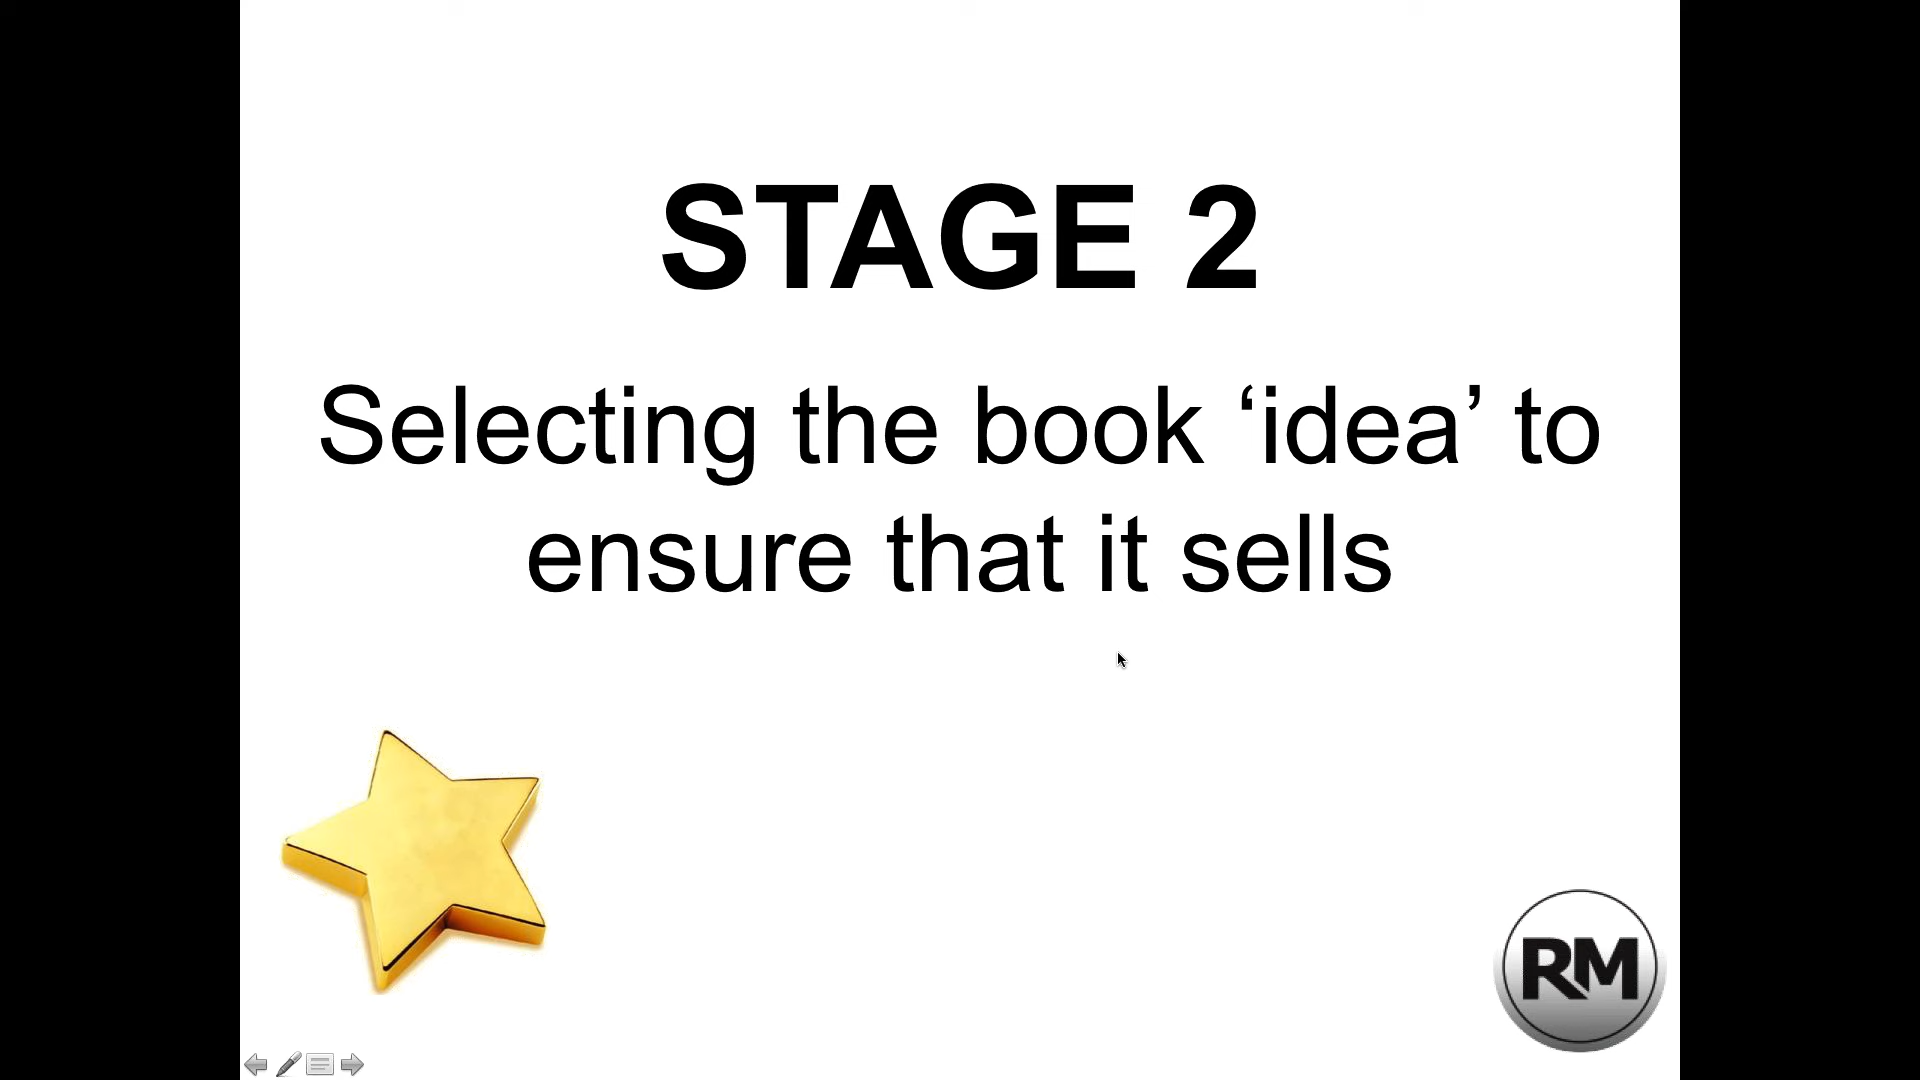 STAGE 2
Selecting the book ‘idea’ to
ensure that it sells
RM